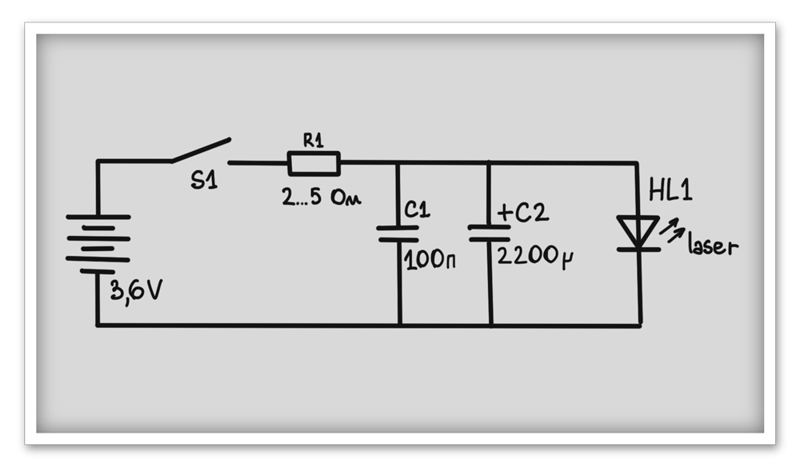 R1
S1
2...5 Ом
HL1
C1
+C2
laser
100п
2200µ
3,6V